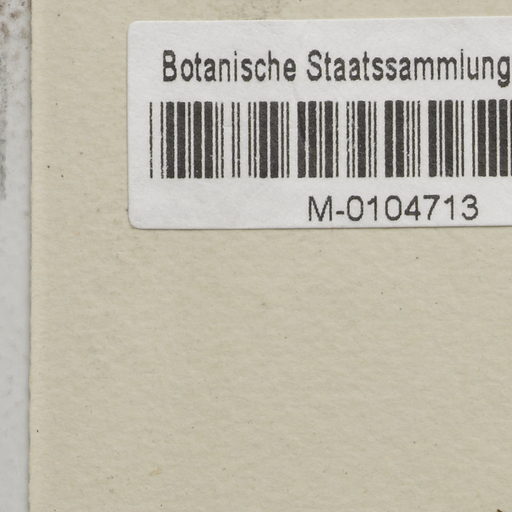 Botanische Staatssammlung
M-0104713